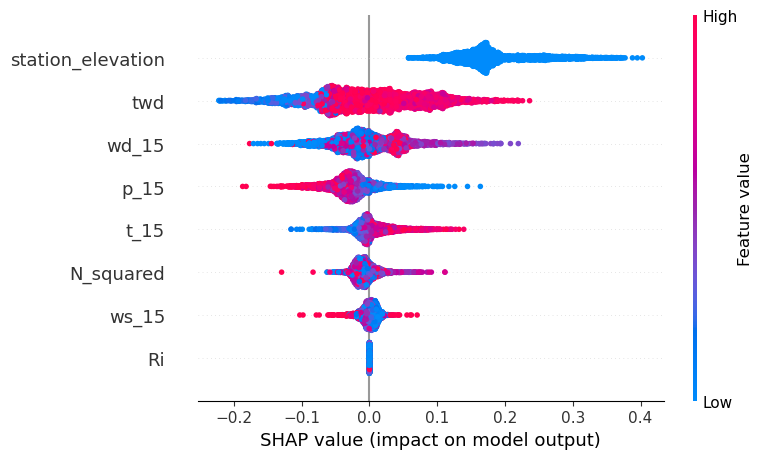 High
station_elevation
twd
wd_15
p_15
t_15
N_squared
ws_15
Ri
Feature value
Low
−0.2 −0.1 0.0 0.1 0.2 0.3 0.4
SHAP value (impact on model output)